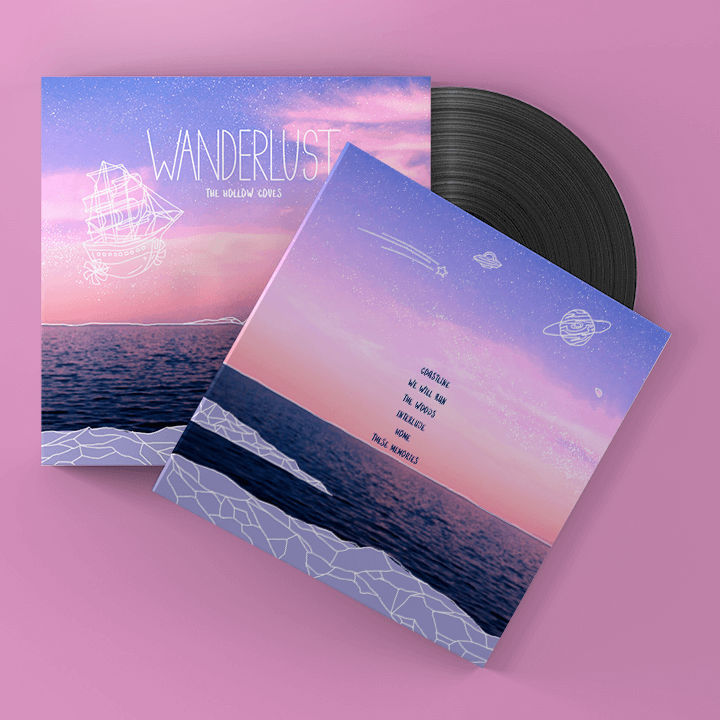 WANDERLUST
THE HOLLOW COVES
COASTLINE
WE WILL RUN
THE WOODS
INTERLUDE
HOME
THESE MEMORIES